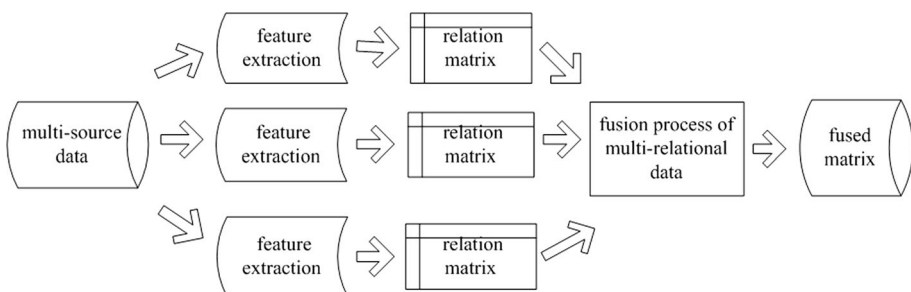 feature
extraction
relation
matrix
multi-source
data
feature
extraction
relation
matrix
fusion process of
multi-relational
data
fused
matrix
feature
extraction
relation
matrix